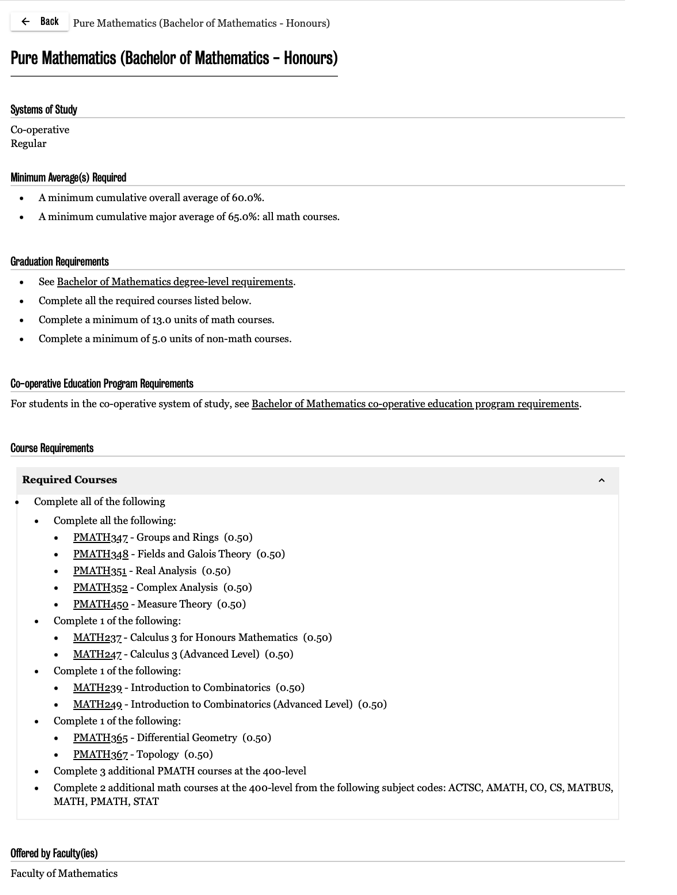 ← Back Pure Mathematics (Bachelor of Mathematics - Honours)
Pure Mathematics (Bachelor of Mathematics - Honours)
Systems of Study
Co-operative
Regular
Minimum Average(s) Required
• A minimum cumulative overall average of 60.0%.
• A minimum cumulative major average of 65.0%: all math courses.
Graduation Requirements
• See Bachelor of Mathematics degree-level requirements.
• Complete all the required courses listed below.
• Complete a minimum of 13.0 units of math courses.
• Complete a minimum of 5.0 units of non-math courses.
Co-operative Education Program Requirements
For students in the co-operative system of study, see Bachelor of Mathematics co-operative education program requirements.
Course Requirements
Required Courses
• Complete all of the following
• Complete all the following:
• PMATH347 - Groups and Rings (0.50)
• PMATH348 - Fields and Galois Theory (0.50)
• PMATH351 - Real Analysis (0.50)
• PMATH352 - Complex Analysis (0.50)
• PMATH450 - Measure Theory (0.50)
• Complete 1 of the following:
• MATH237 - Calculus 3 for Honours Mathematics (0.50)
• MATH247 - Calculus 3 (Advanced Level) (0.50)
• Complete 1 of the following:
• MATH239 - Introduction to Combinatorics (0.50)
• MATH249 - Introduction to Combinatorics (Advanced Level) (0.50)
• Complete 1 of the following:
• PMATH365 - Differential Geometry (0.50)
• PMATH367 - Topology (0.50)
• Complete 3 additional PMATH courses at the 400-level
• Complete 2 additional math courses at the 400-level from the following subject codes: ACTSC, AMATH, CO, CS, MATBUS,
MATH, PMATH, STAT
Offered by Faculty(ies)
Faculty of Mathematics